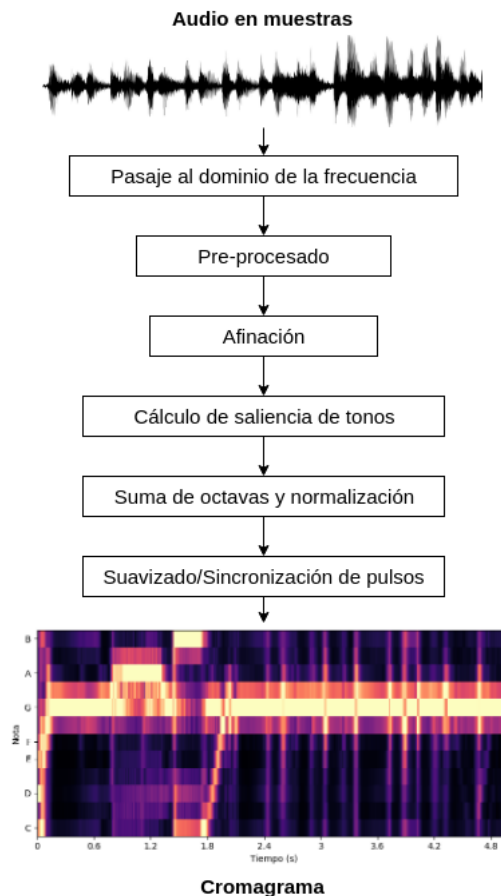 Audio en muestras
Pasaje al dominio de la frecuencia
Pre-procesado
Afinación
Cálculo de saliencia de tonos
Suma de octavas y normalización
Suavizado/Sincronización de pulsos
B
A
G
F
D
C
Nota
0 0.6 1.2 1.8 2.4 3 3.6 4.2 4.8
Tiempo (s)
Cromagrama